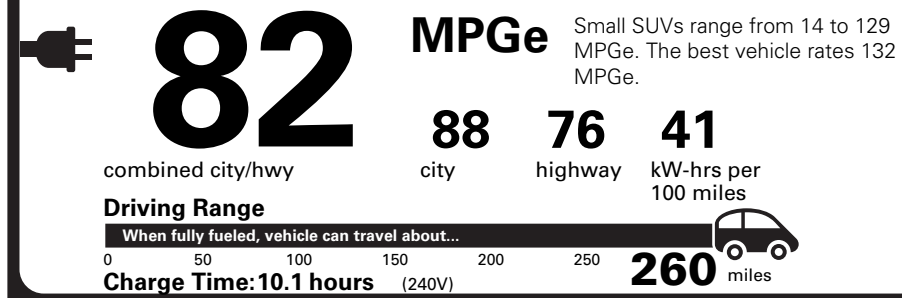 82
MPGe
Small SUVs range from 14 to 129
MPGe. The best vehicle rates 132
MPGe.
88
76
41
combined city/hwy
city
highway
kW-hrs per
100 miles
Driving Range
When fully fueled, vehicle can travel about...
0 50 100 150 200 250 260 miles
Charge Time:10.1 hours (240V)